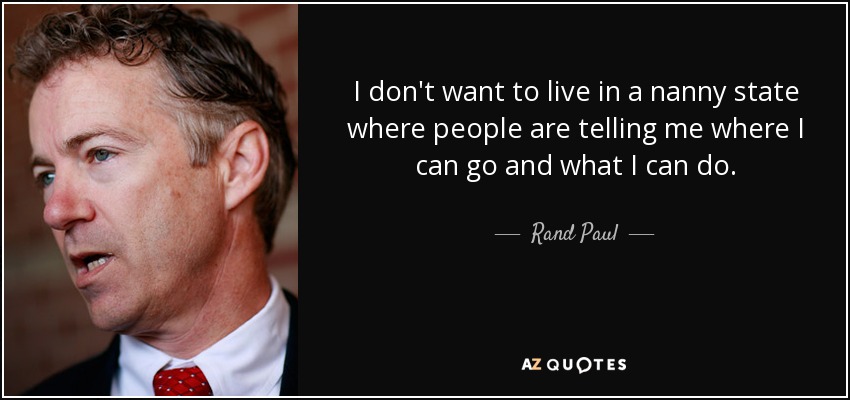 I don't want to live in a nanny state
where people are telling me where I
can go and what I can do.
Rand Paul
AZ QUOTES